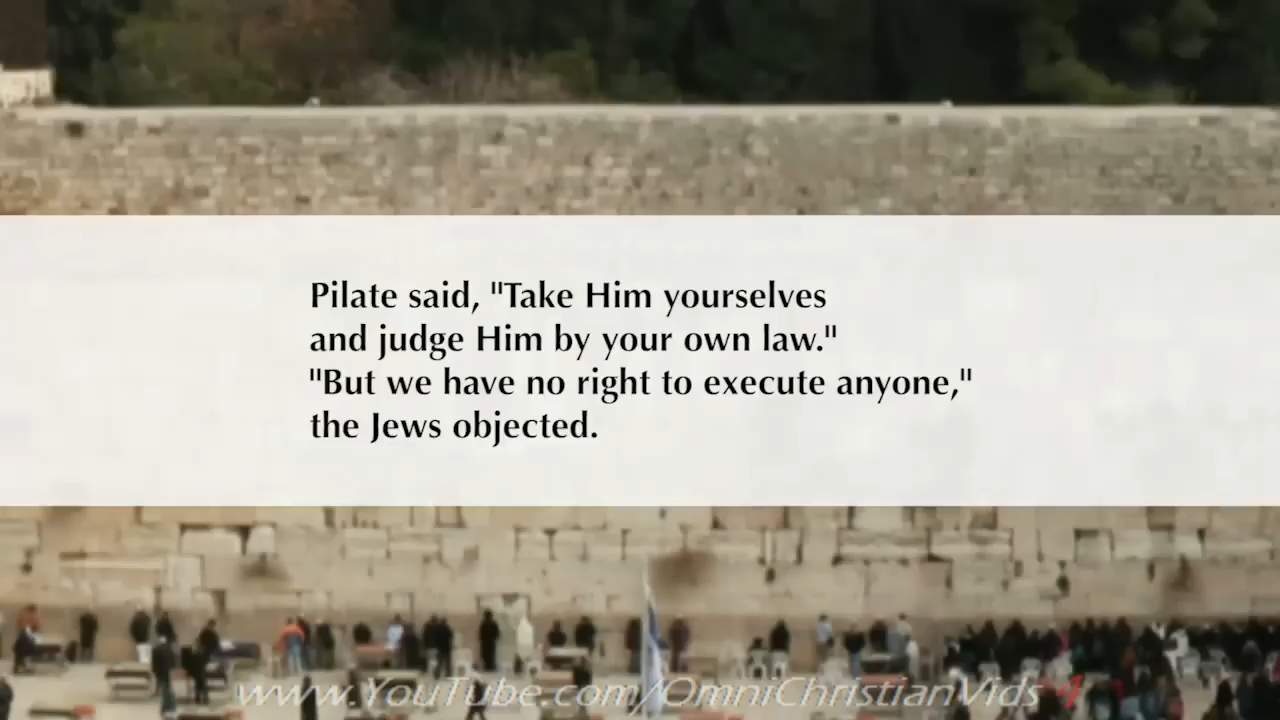 Pilate said, "Take Him yourselves
and judge Him by your own law."
"But we have no right to execute anyone,"
the Jews objected.
www.YouTube.com/OmniChristianVids 4